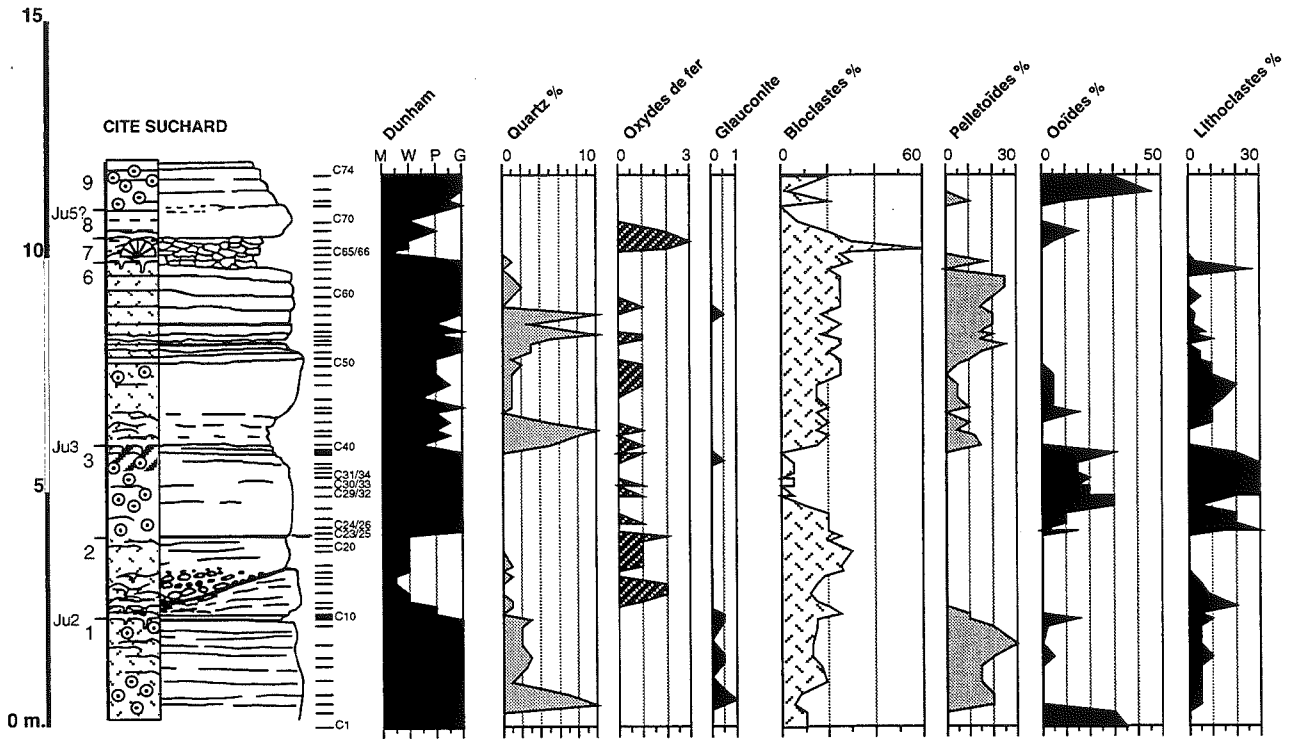 15
10
5
0 m.
CITE SUCHARD
Dunham
M W P G
Quartz %
0 10
Oxydes de fer
0 3
Glauconite
0 1
Bioclastes %
0 60
Pelletoïdes %
0 30
Ooïdes %
0 50
Lithoclastes %
0 30
9
Ju5?
8
7
6
Ju3
3
2
Ju2
1
C74
C70
C65/66
C60
C50
C40
C31/34
C30/33
C29/32
C24/26
C23/25
C20
C10
C1